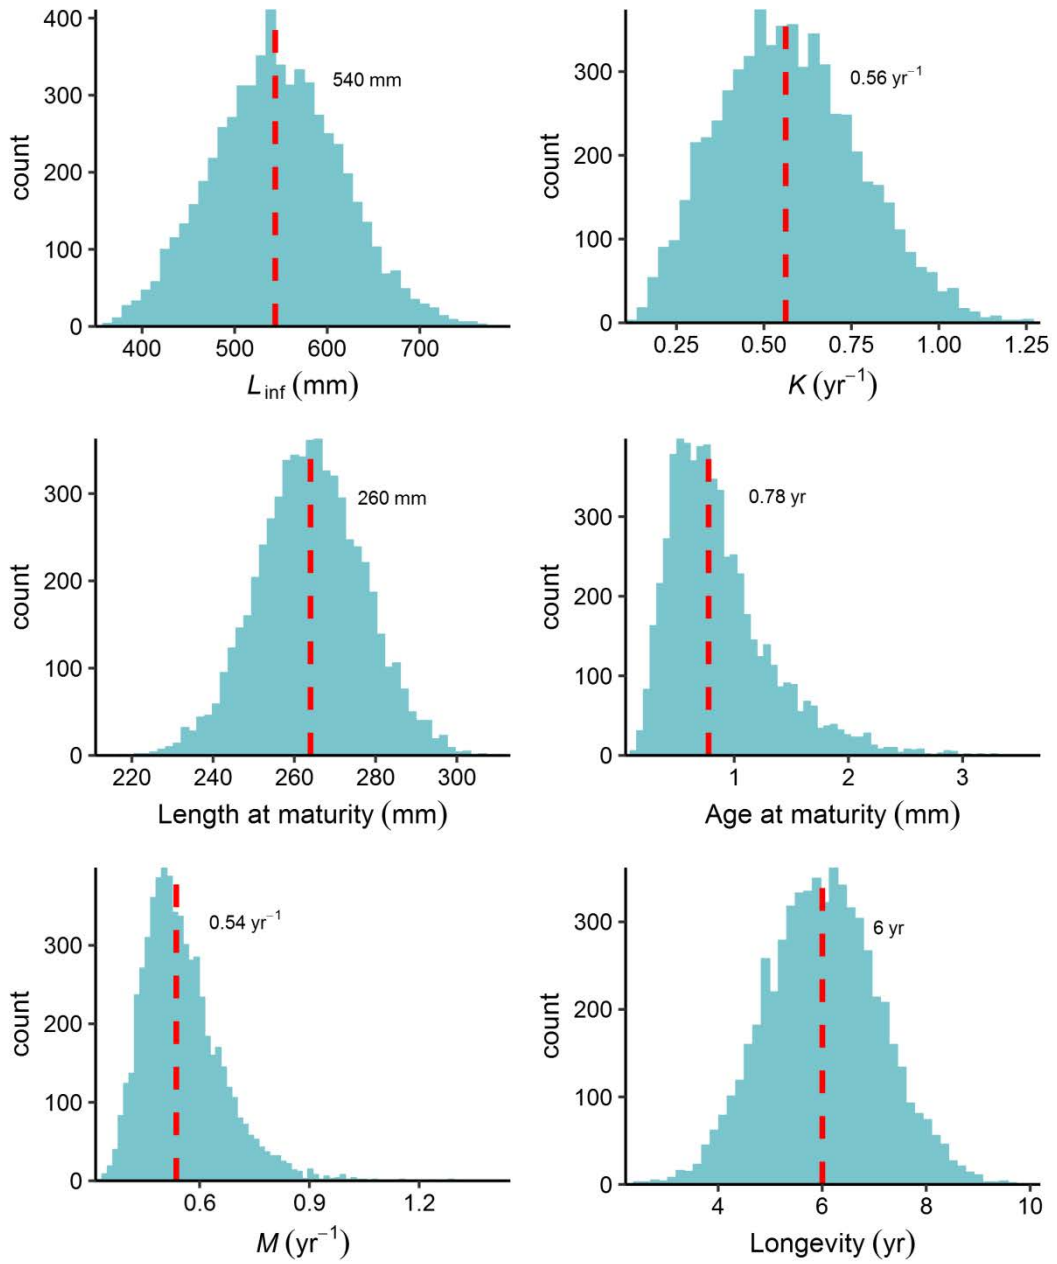 400
300
200
100
0
count
540 mm
400 500 600 700
L_inf (mm)
300
200
100
0
count
0.56 yr⁻¹
0.25 0.50 0.75 1.00 1.25
K (yr⁻¹)
300
200
100
0
count
260 mm
220 240 260 280 300
Length at maturity (mm)
300
200
100
0
count
0.78 yr
1 2 3
Age at maturity (mm)
300
200
100
0
count
0.54 yr⁻¹
0.6 0.9 1.2
M (yr⁻¹)
300
200
100
0
count
6 yr
4 6 8 10
Longevity (yr)